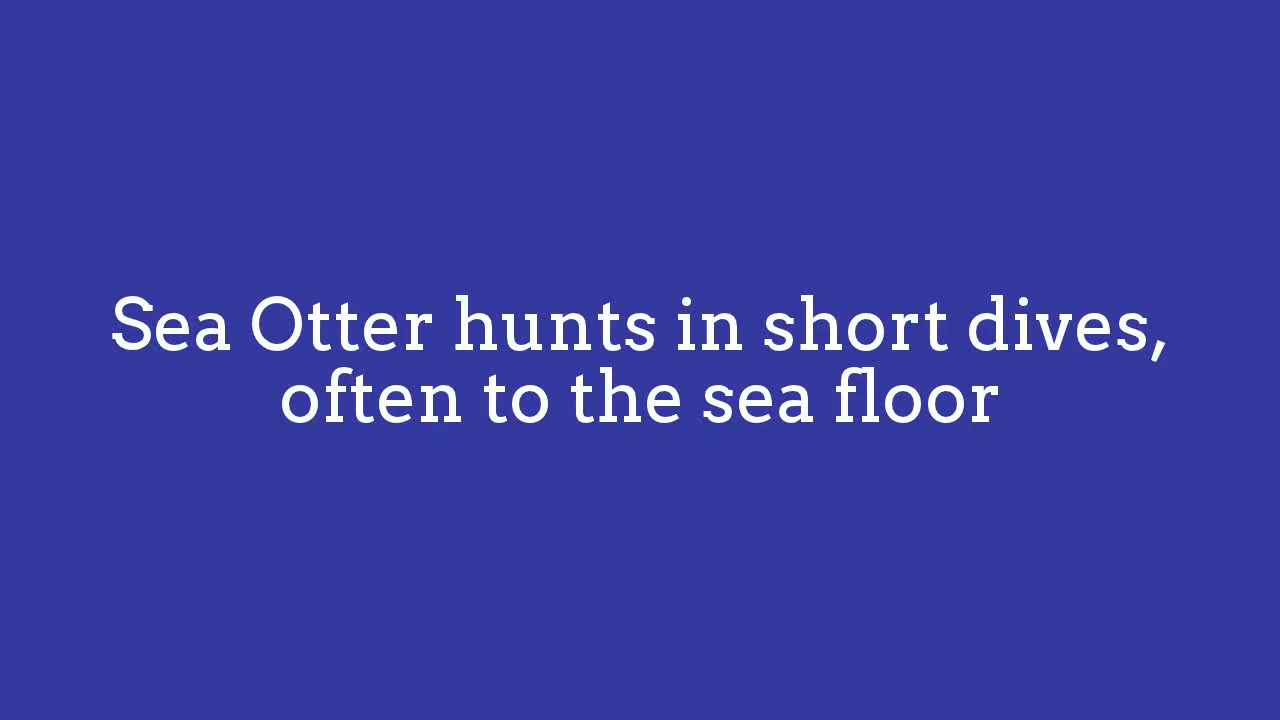 Sea Otter hunts in short dives,
often to the sea floor